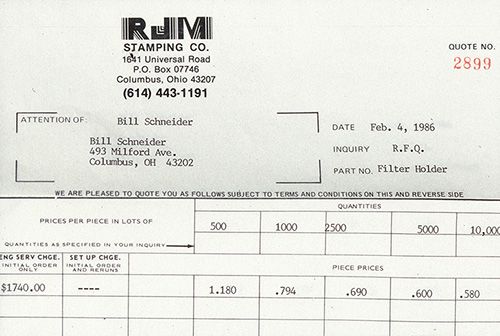 RJM
STAMPING CO.
1641 Universal Road
P.O. Box 07746
Columbus, Ohio 43207
(614) 443-1191
QUOTE NO.
2899
ATTENTION OF:
Bill Schneider
Bill Schneider
493 Milford Ave.
Columbus, OH 43202
DATE Feb. 4, 1986
INQUIRY R.F.Q.
PART NO. Filter Holder
WE ARE PLEASED TO QUOTE YOU AS FOLLOWS SUBJECT TO TERMS AND CONDITIONS ON THIS AND REVERSE SIDE
PRICES PER PIECE IN LOTS OF
QUANTITIES
500 1000 2500 5000 10,000
QUANTITIES AS SPECIFIED IN YOUR INQUIRY
ENG SERV CHGE. SET UP CHGE.
INITIAL ORDER ONLY INITIAL ORDER AND RERUNS
PIECE PRICES
$1740.00 ---- 1.180 .794 .690 .600 .580